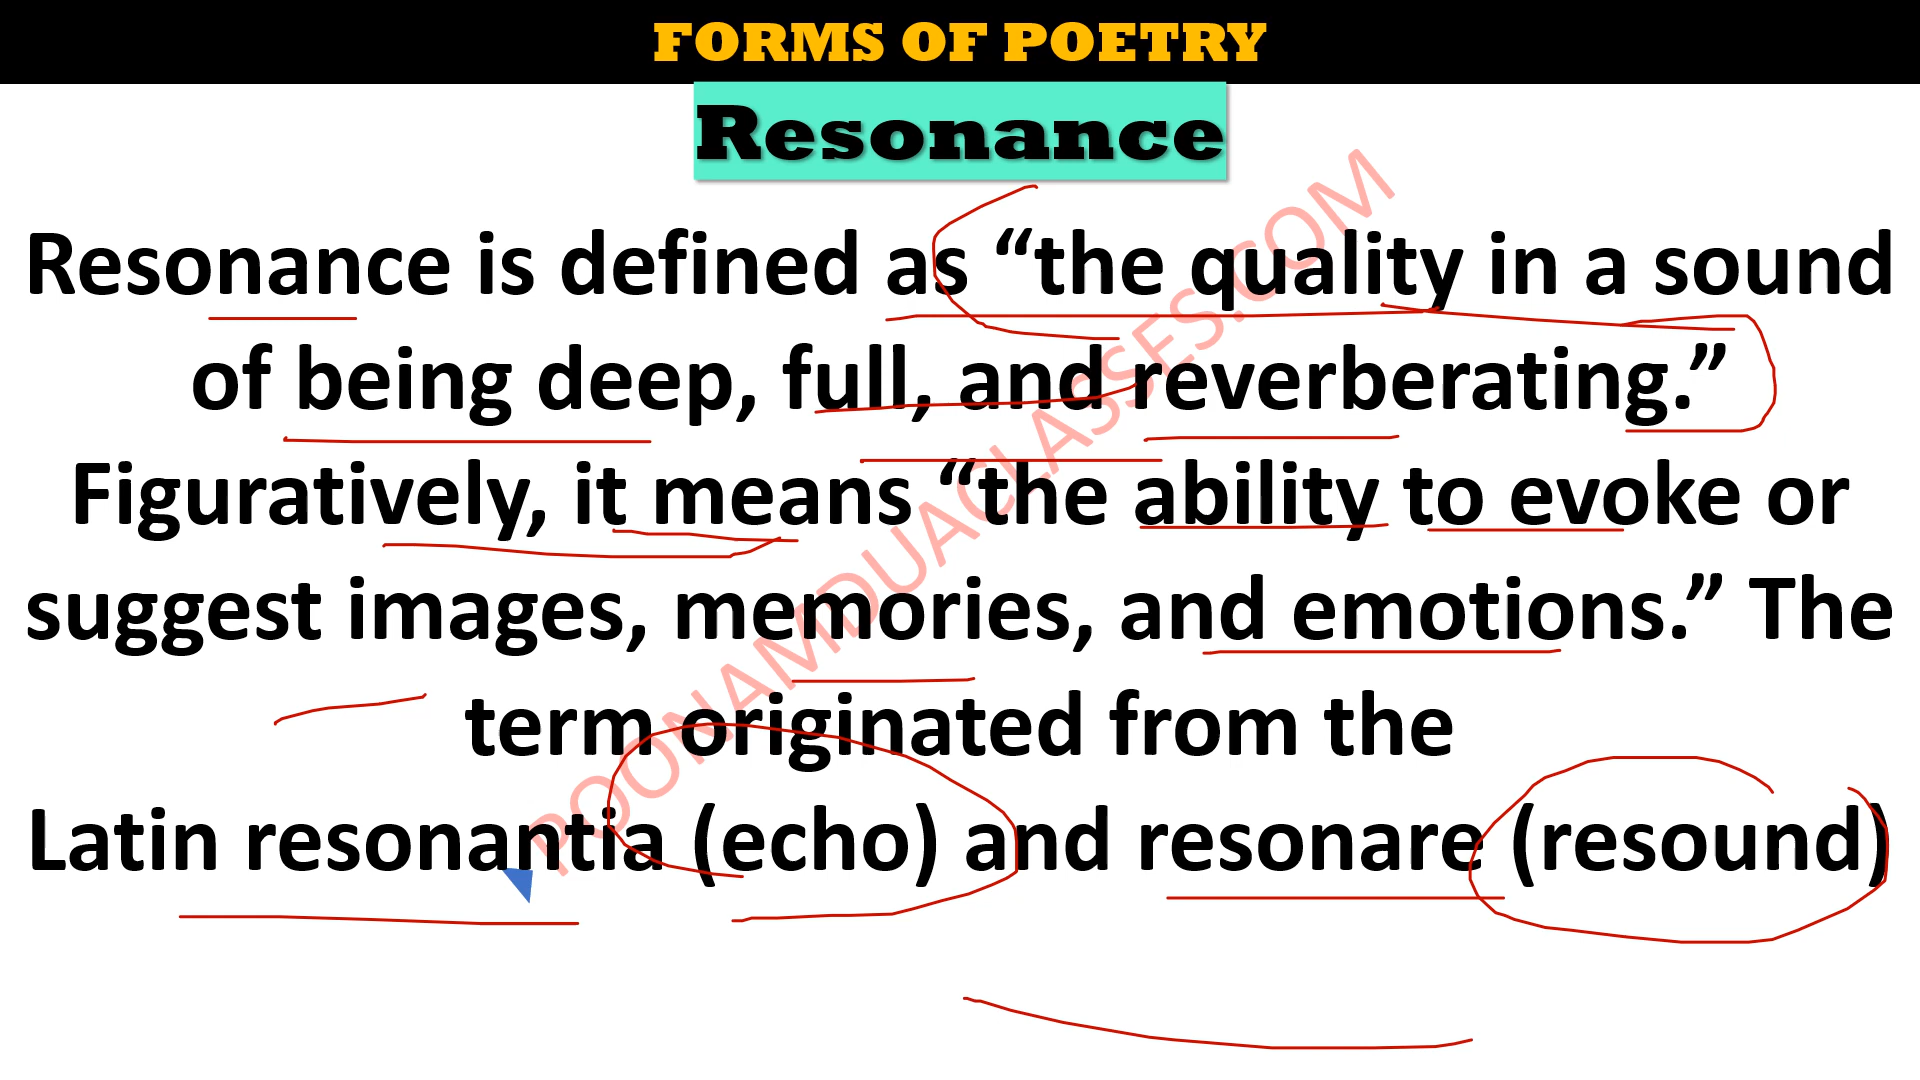 FORMS OF POETRY
Resonance
Resonance is defined as “the quality in a sound
of being deep, full, and reverberating.”
Figuratively, it means “the ability to evoke or
suggest images, memories, and emotions.” The
term originated from the
Latin resonantia (echo) and resonare (resound)
POONAMDUACLASSES.COM